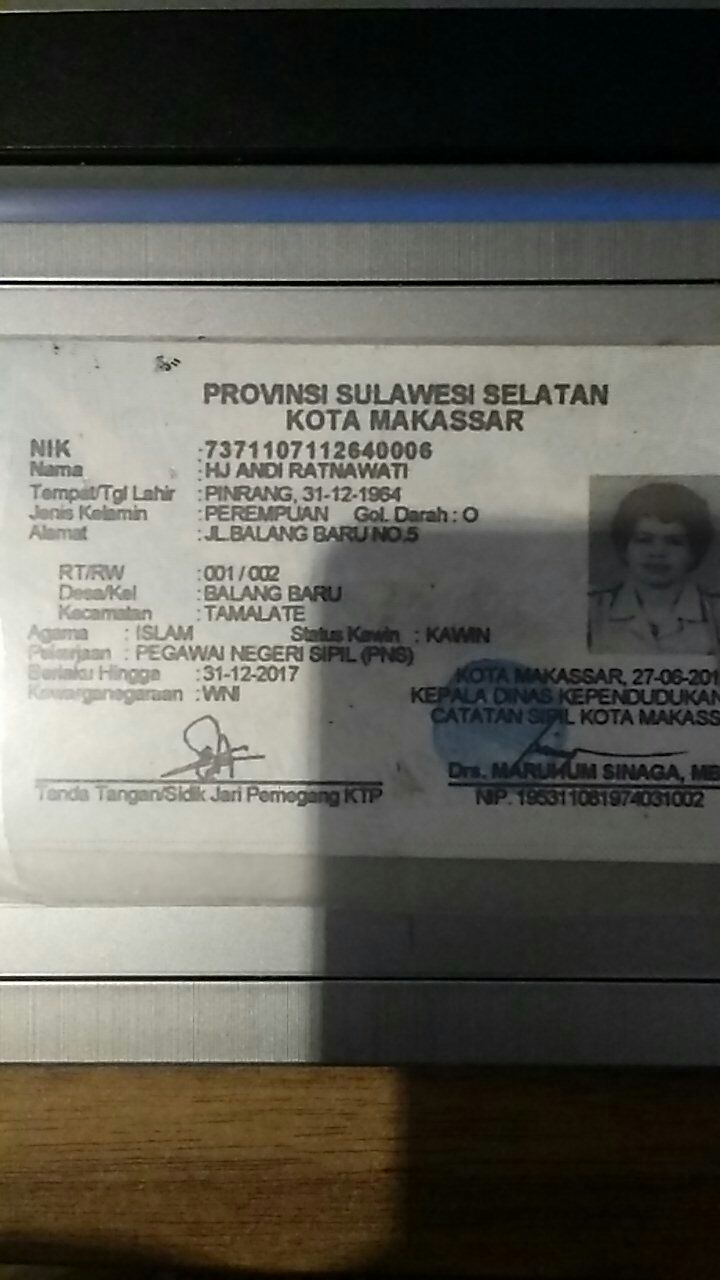 PROVINSI SULAWESI SELATAN
KOTA MAKASSAR
NIK :7371107112640006
Nama : HJ ANDI RATNAWATI
Tempat/Tgl Lahir : PINRANG, 31-12-1964
Jenis Kelamin : PEREMPUAN Gol. Darah : O
Alamat : JL.BALANG BARU NO.5
RT/RW : 001 / 002
Desa/Kel : BALANG BARU
Kecamatan : TAMALATE
Agama : ISLAM Status Kawin : KAWIN
Pekerjaan : PEGAWAI NEGERI SIPIL (PNS)
Berlaku Hingga : 31-12-2017
Kewarganegaraan : WNI
KOTA MAKASSAR, 27-06-201
KEPALA DINAS KEPENDUDUKAN
CATATAN SIPIL KOTA MAKASS
Drs. MARUHUM SINAGA, ME
Tanda Tangan/Sidik Jari Pemegang KTP
NIP. 195311081974031002